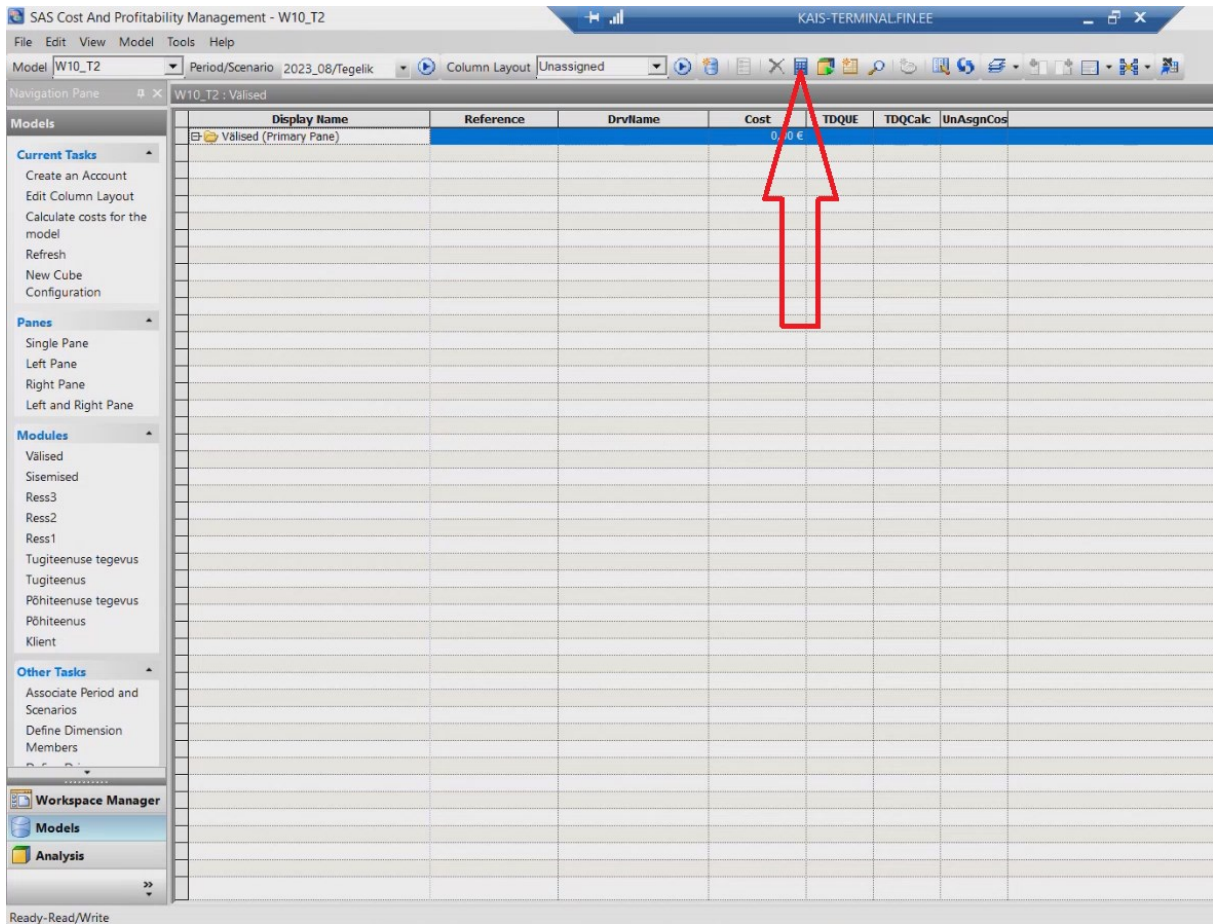 SAS Cost And Profitability Management - W10_T2
KAIS-TERMINAL.FIN.EE
File Edit View Model Tools Help
Model W10_T2 Period/Scenario 2023_08/Tegelik Column Layout Unassigned
Navigation Pane
W10_T2 : Välised
Models
Display Name Reference DrvName Cost TDQUE TDQCalc UnAsgnCos
Välised (Primary Pane)
Current Tasks
Create an Account
Edit Column Layout
Calculate costs for the
model
Refresh
New Cube
Configuration
Panes
Single Pane
Left Pane
Right Pane
Left and Right Pane
Modules
Välised
Sisemised
Ress3
Ress2
Ress1
Tugiteenuse tegevus
Tugiteenus
Põhiteenuse tegevus
Põhiteenus
Klient
Other Tasks
Associate Period and
Scenarios
Define Dimension
Members
Workspace Manager
Models
Analysis
Ready-Read/Write